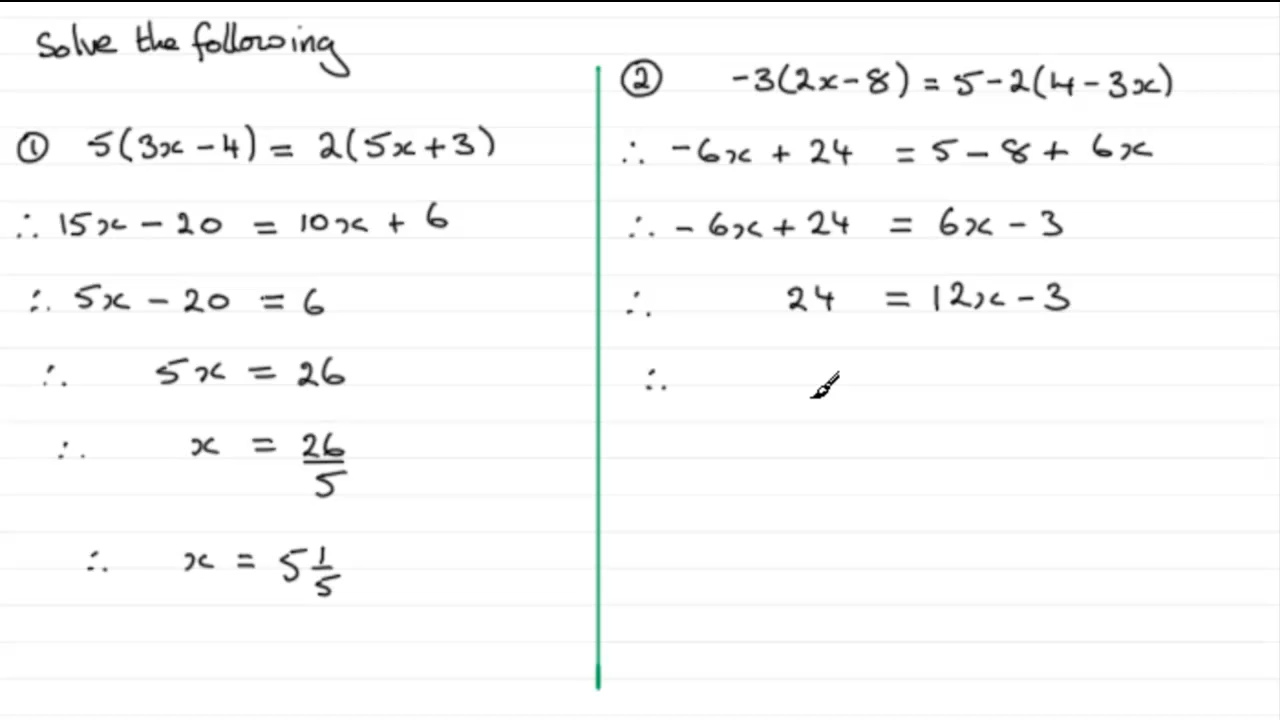 Solve the following
① 5(3x - 4) = 2(5x + 3)
∴ 15x - 20 = 10x + 6
∴ 5x - 20 = 6
∴ 5x = 26
∴ x = 26/5
∴ x = 5 1/5
② -3(2x - 8) = 5 - 2(4 - 3x)
∴ -6x + 24 = 5 - 8 + 6x
∴ -6x + 24 = 6x - 3
∴ 24 = 12x - 3
∴